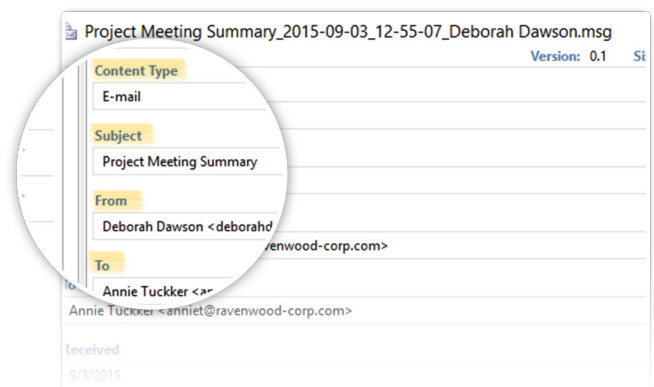 Project Meeting Summary_2015-09-03_12-55-07_Deborah Dawson.msg
Version: 0.1
Content Type
E-mail
Subject
Project Meeting Summary
From
Deborah Dawson <deborahd
venwood-corp.com>
To
Annie Tuckker <an
Annie Tuckker <anniet@ravenwood-corp.com>
Received
9/3/2015